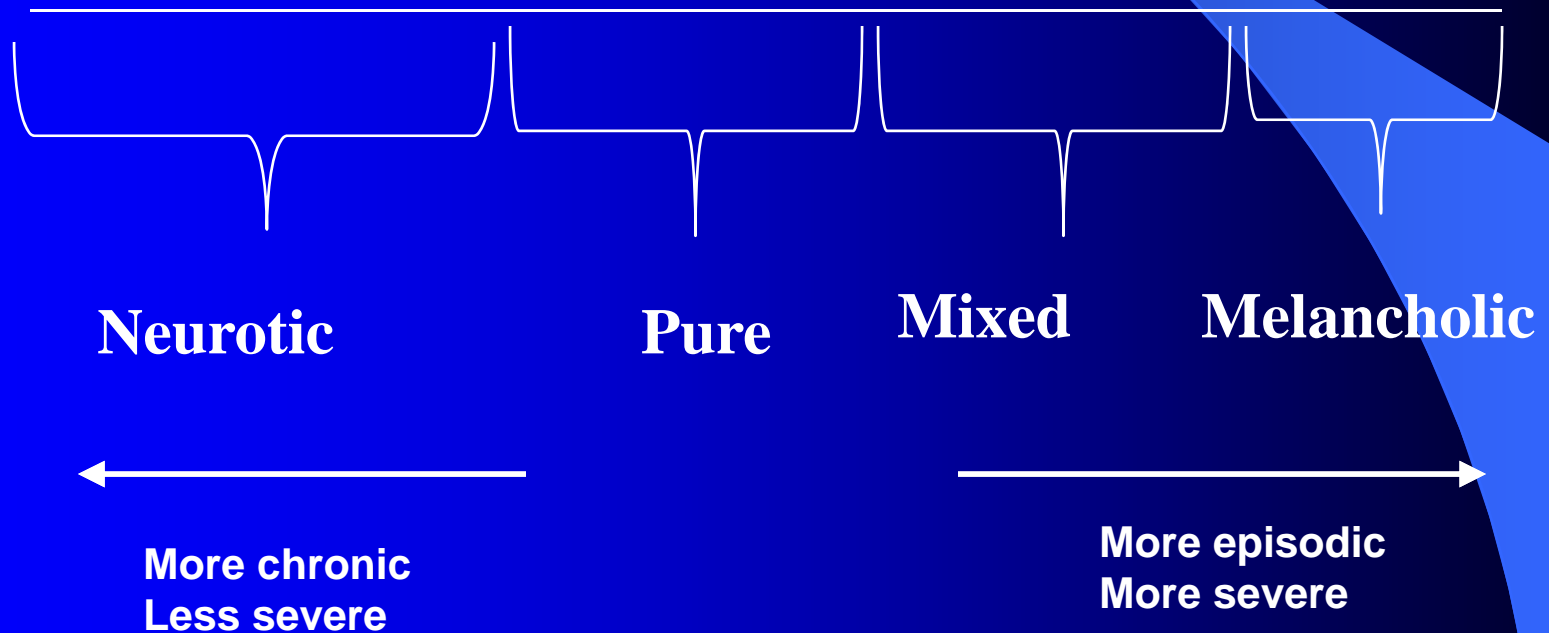 Neurotic Pure Mixed Melancholic
More chronic
Less severe
More episodic
More severe